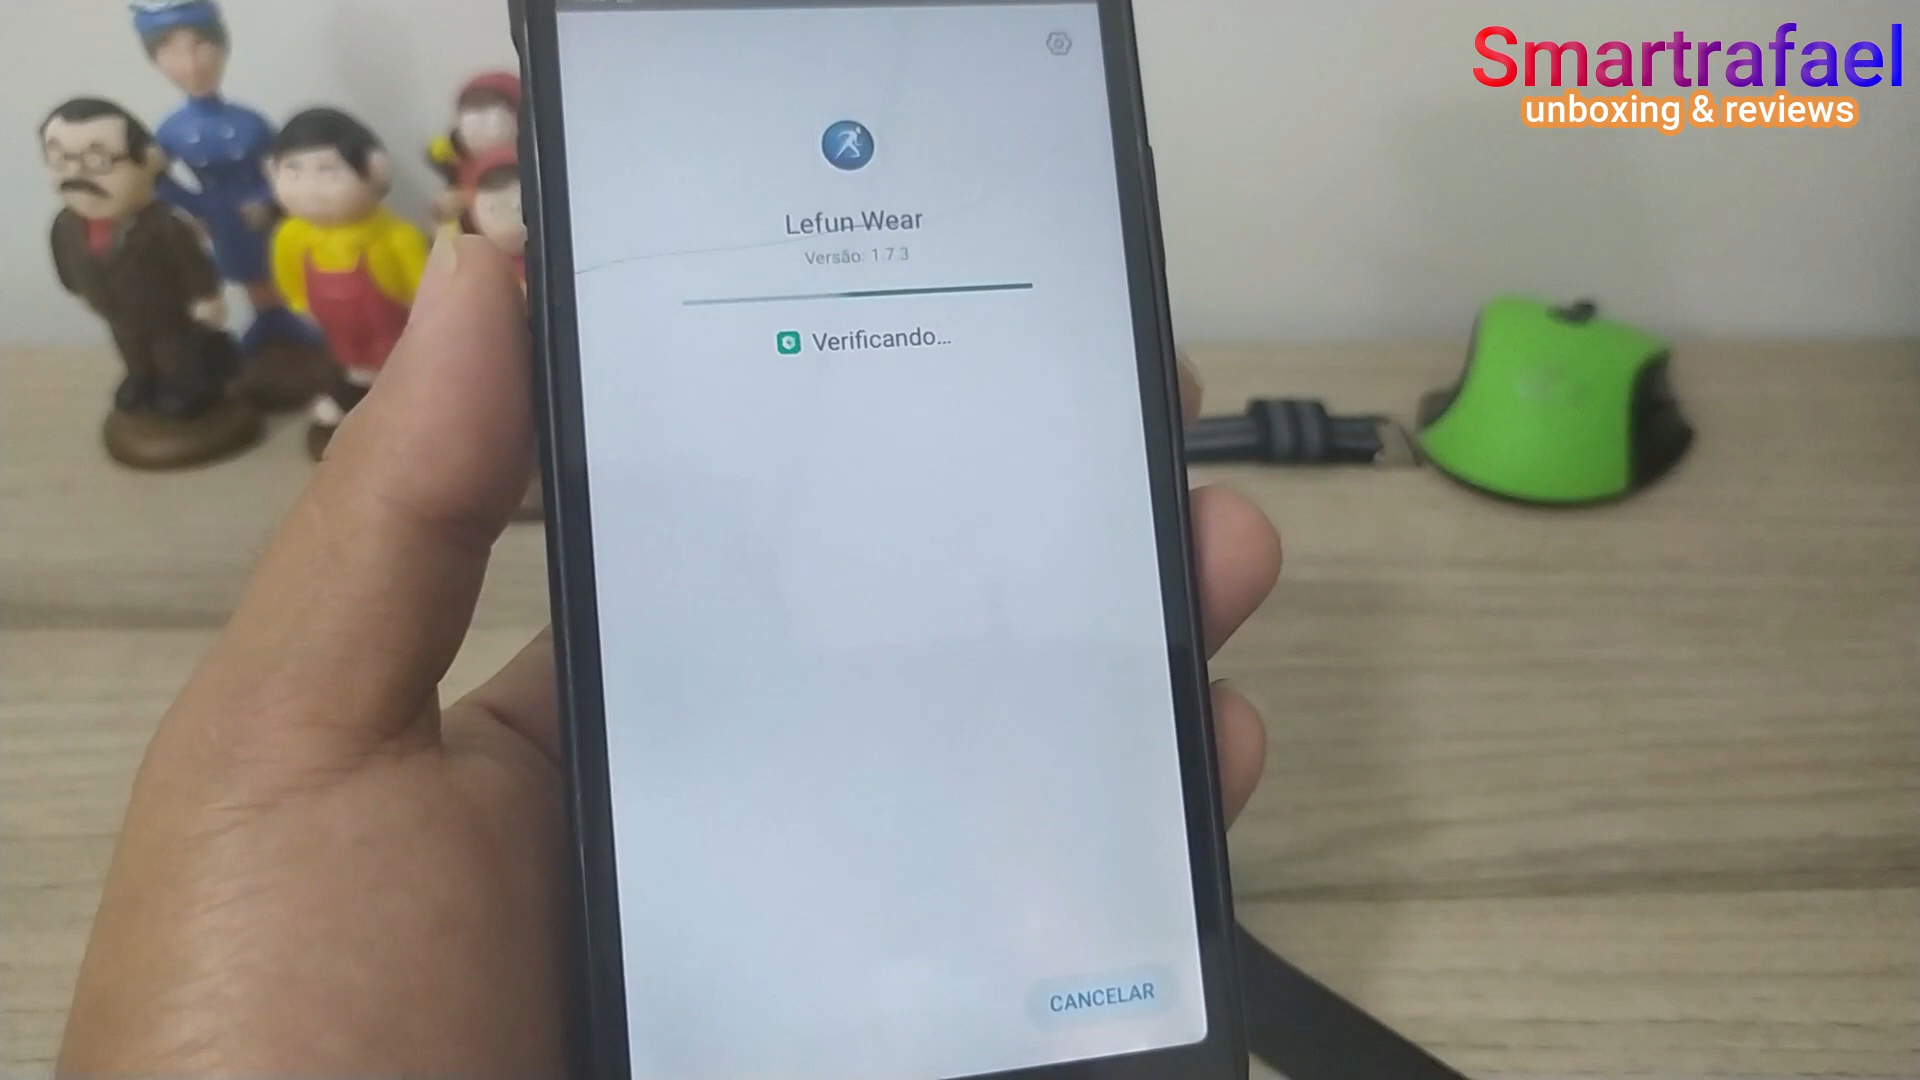 Smartrafael
unboxing & reviews
Lefun Wear
Versão: 1.7.3
Verificando...
CANCELAR